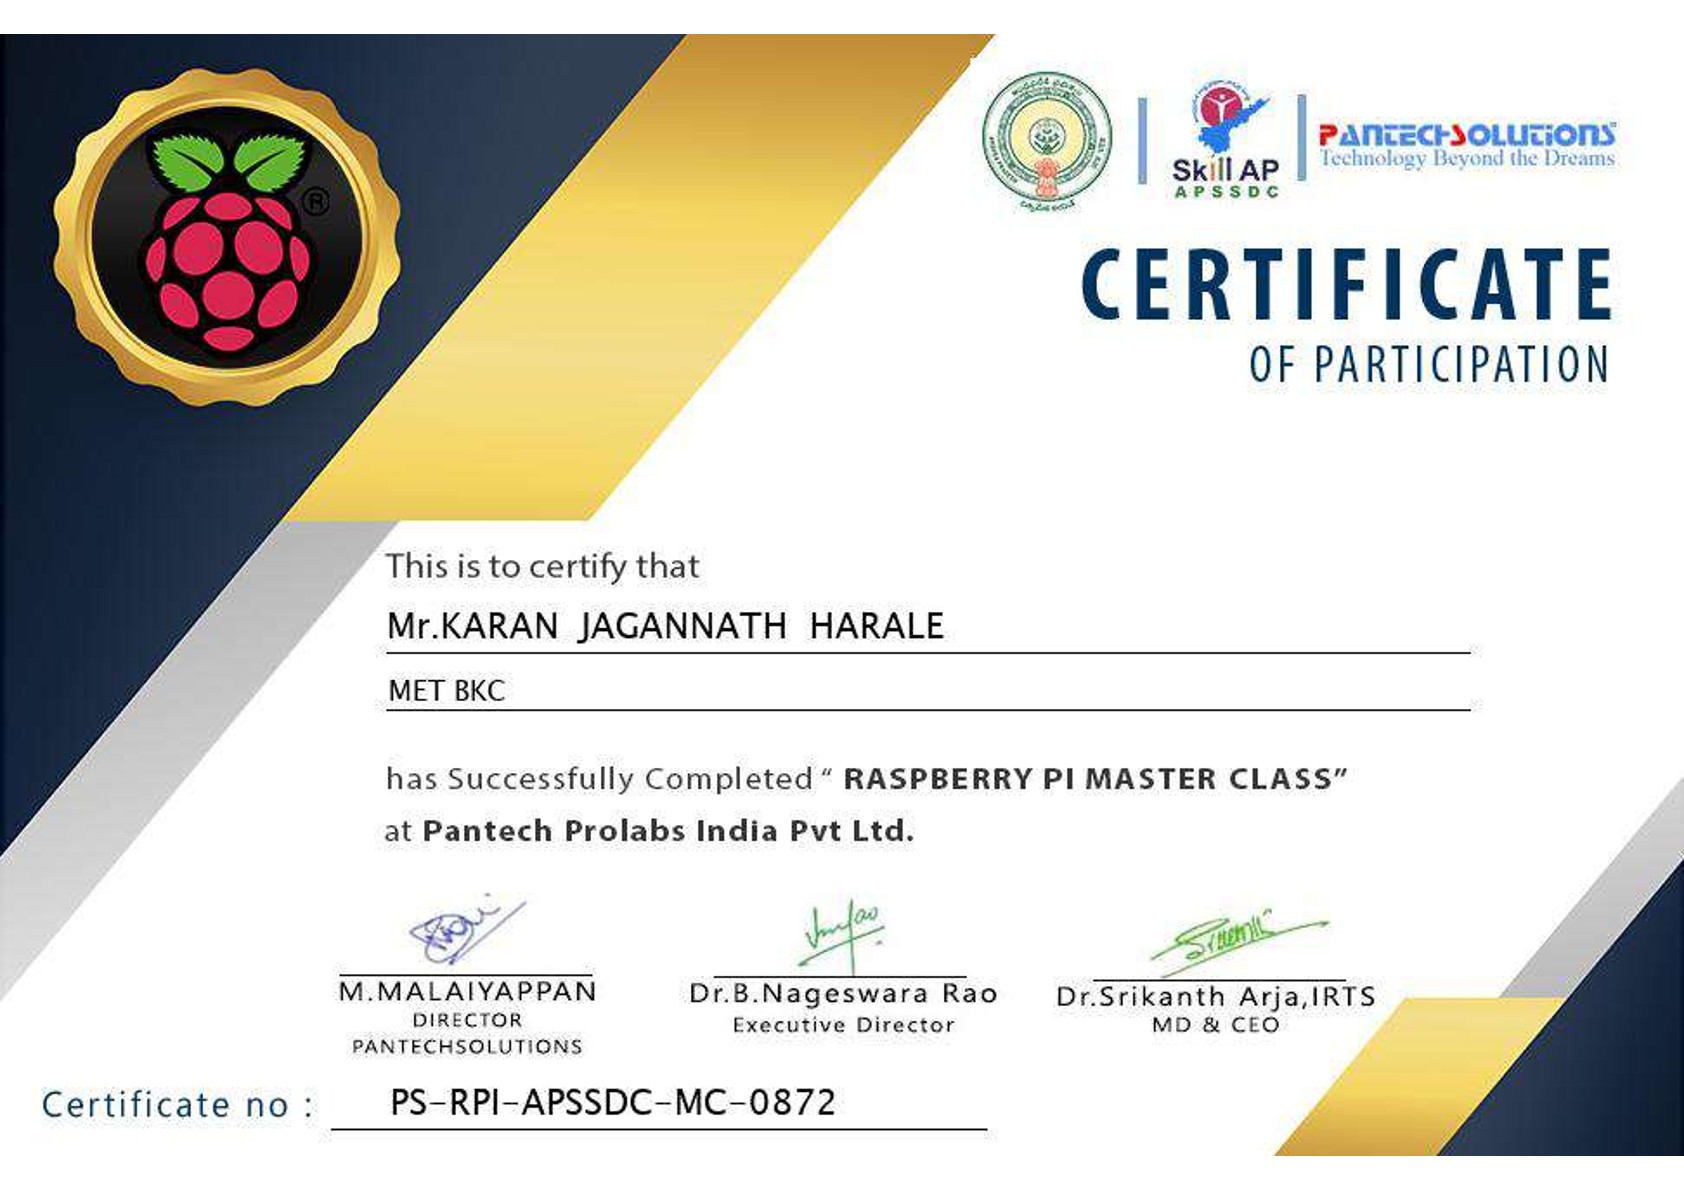 Skill AP
APSSDC
PANTECHSOLUTIONS
Technology Beyond the Dreams
CERTIFICATE
OF PARTICIPATION
®
This is to certify that
Mr.KARAN JAGANNATH HARALE
MET BKC
has Successfully Completed “ RASPBERRY PI MASTER CLASS”
at Pantech Prolabs India Pvt Ltd.
M.MALAIYAPPAN
DIRECTOR
PANTECHSOLUTIONS
Dr.B.Nageswara Rao
Executive Director
Dr.Srikanth Arja,IRTS
MD & CEO
Certificate no : PS-RPI-APSSDC-MC-0872